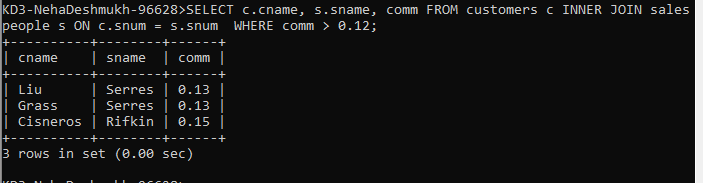 KD3-NehaDeshmukh-96628>SELECT c.cname, s.sname, comm FROM customers c INNER JOIN sales
people s ON c.snum = s.snum  WHERE comm > 0.12;
+----------+--------+------+
| cname    | sname  | comm |
+----------+--------+------+
| Liu      | Serres | 0.13 |
| Grass    | Serres | 0.13 |
| Cisneros | Rifkin | 0.15 |
+----------+--------+------+
3 rows in set (0.00 sec)